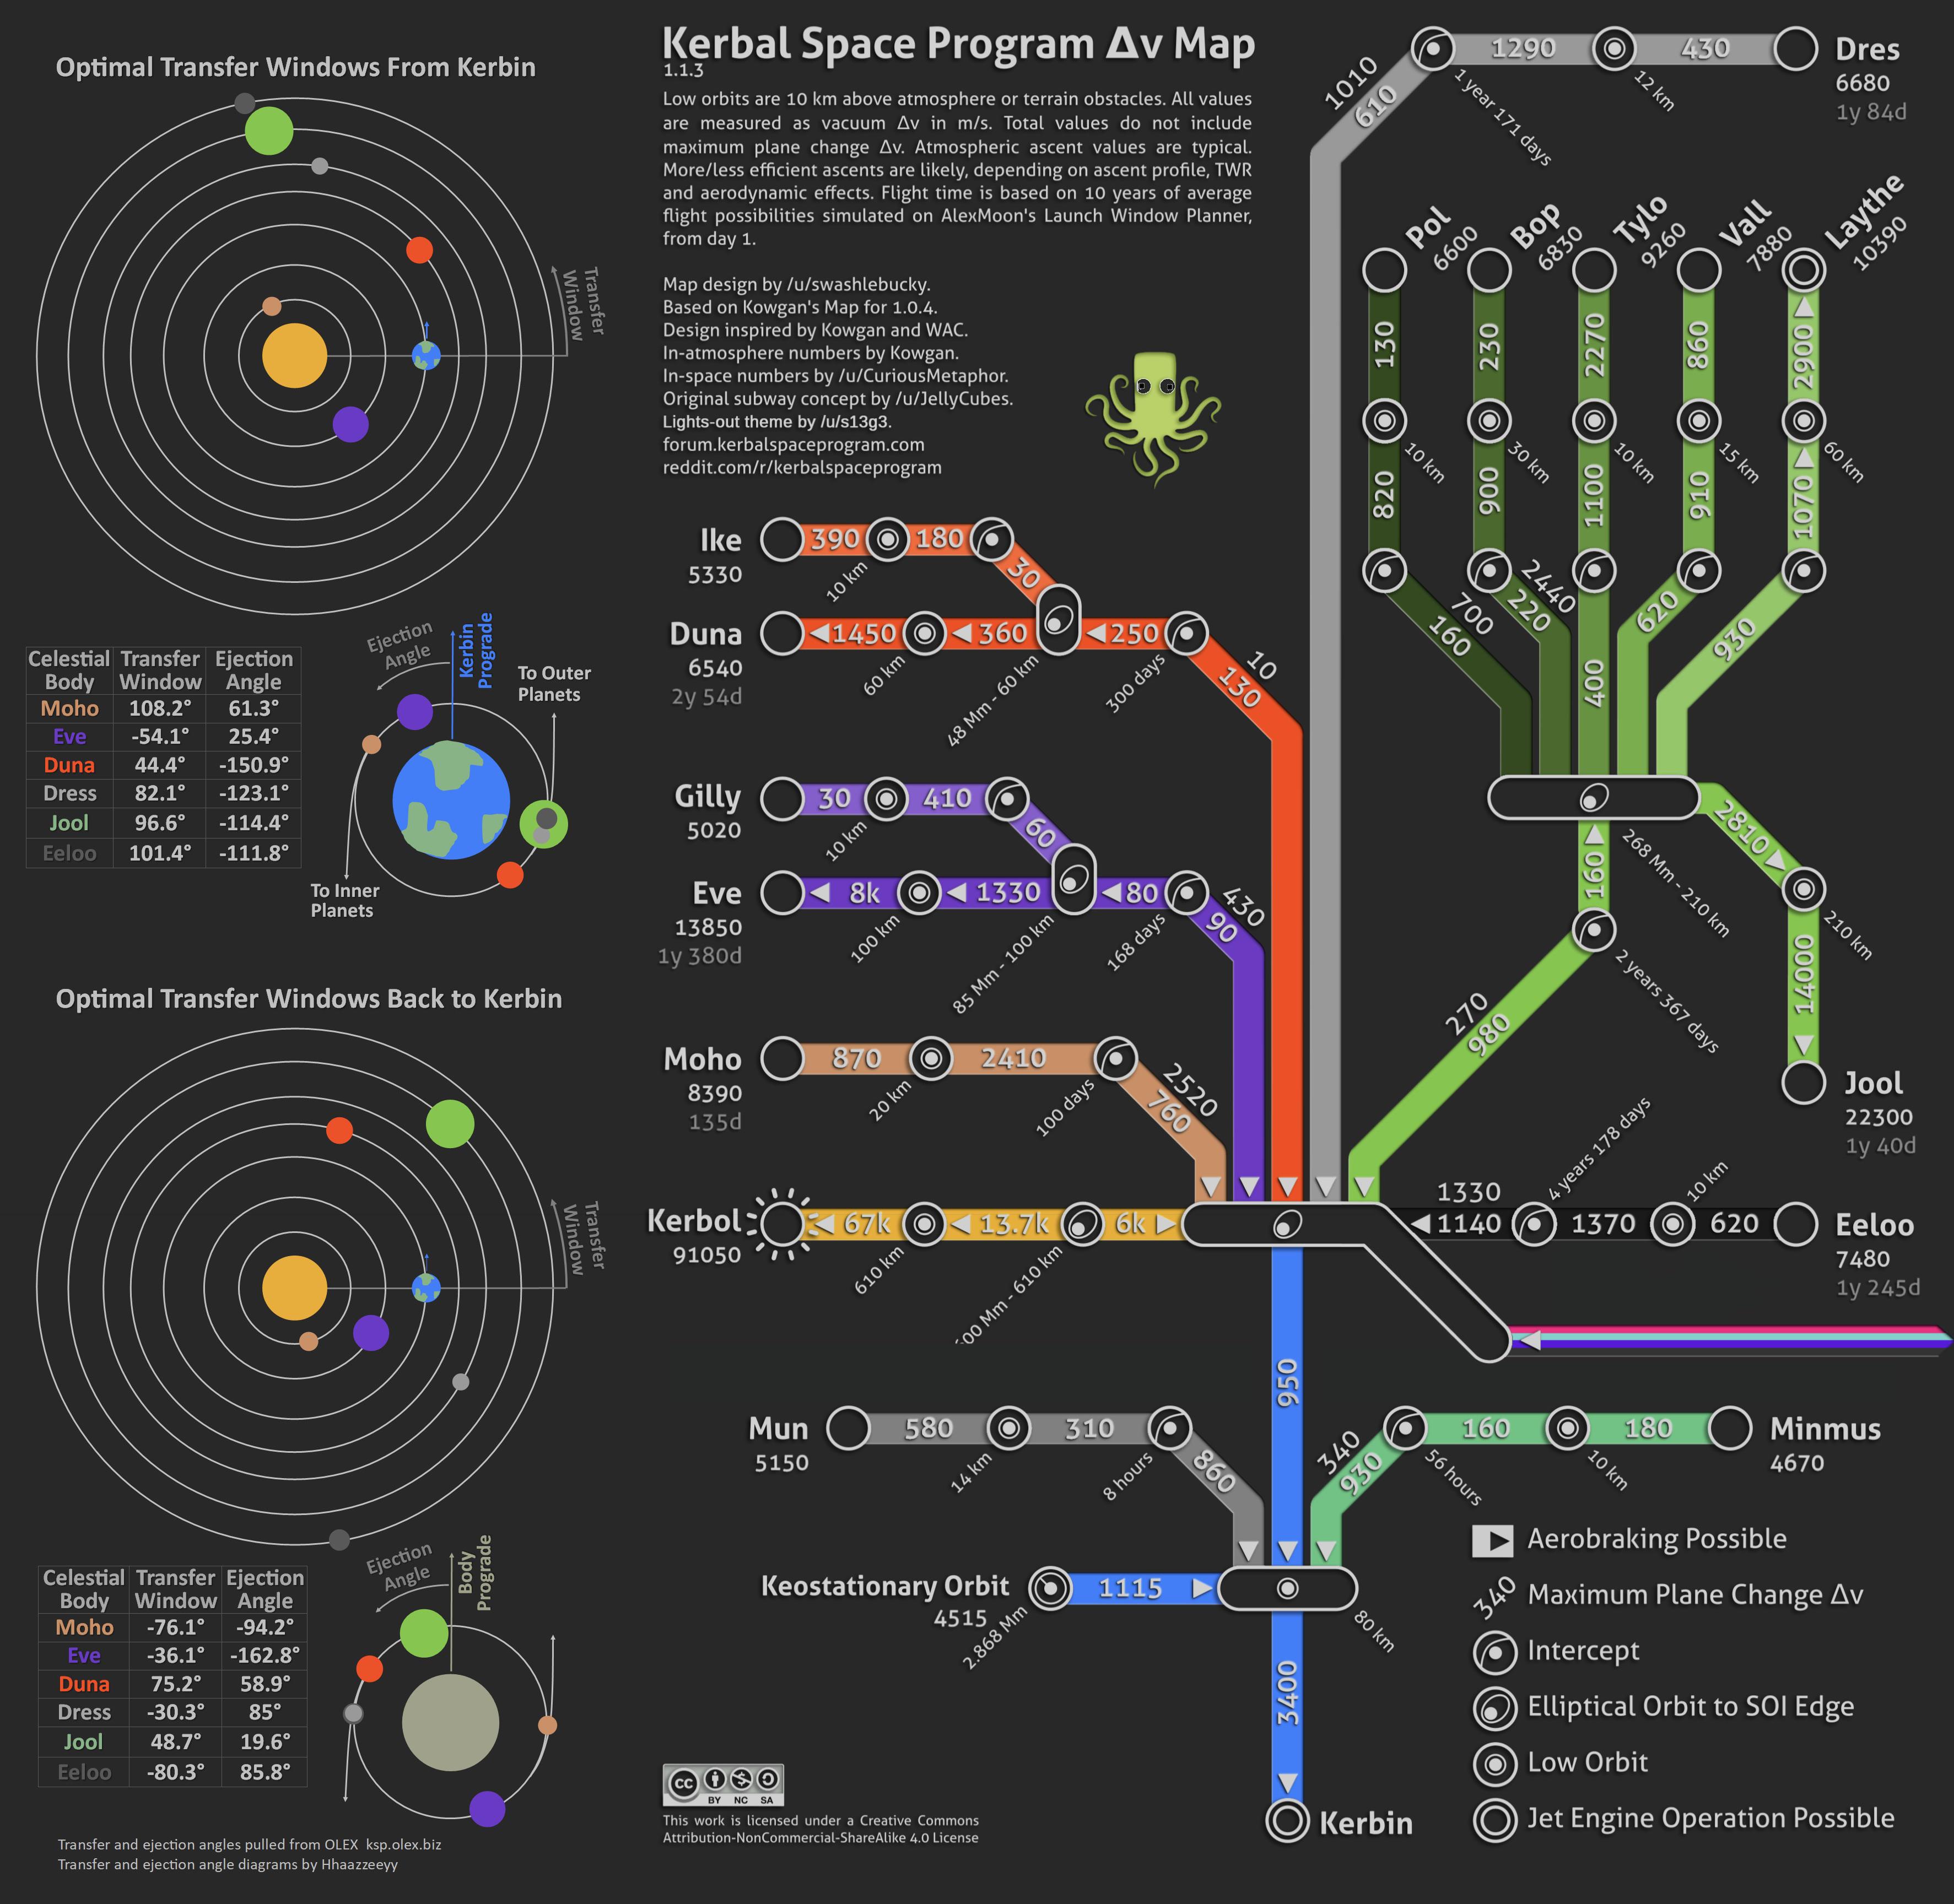 Optimal Transfer Windows From Kerbin
Transfer
Window
Celestial Body Transfer Window Ejection Angle
Moho 108.2° 61.3°
Eve -54.1° 25.4°
Duna 44.4° -150.9°
Dress 82.1° -123.1°
Jool 96.6° -114.4°
Eeloo 101.4° -111.8°
Ejection
Angle
Kerbin
Prograde
To Outer
Planets
To Inner
Planets
Optimal Transfer Windows Back to Kerbin
Transfer
Window
Celestial Body Transfer Window Ejection Angle
Moho -76.1° -94.2°
Eve -36.1° -162.8°
Duna 75.2° 58.9°
Dress -30.3° 85°
Jool 48.7° 19.6°
Eeloo -80.3° 85.8°
Ejection
Angle
Body
Prograde
Transfer and ejection angles pulled from OLEX ksp.olex.biz
Transfer and ejection angle diagrams by Hhaazzeeyy
Kerbal Space Program Δv Map
1.1.3
Low orbits are 10 km above atmosphere or terrain obstacles. All values
are measured as vacuum Δv in m/s. Total values do not include
maximum plane change Δv. Atmospheric ascent values are typical.
More/less efficient ascents are likely, depending on ascent profile, TWR
and aerodynamic effects. Flight time is based on 10 years of average
flight possibilities simulated on AlexMoon's Launch Window Planner,
from day 1.
Map design by /u/swashlebucky.
Based on Kowgan's Map for 1.0.4.
Design inspired by Kowgan and WAC.
In-atmosphere numbers by Kowgan.
In-space numbers by /u/CuriousMetaphor.
Original subway concept by /u/JellyCubes.
Lights-out theme by /u/s13g3.
forum.kerbalspaceprogram.com
reddit.com/r/kerbalspaceprogram
1010
610
1290
430
Dres
6680
1y 84d
1 year 171 days
12 km
Pol
6600
Bop
6830
Tylo
9260
Vall
7880
Laythe
10390
130
230
2270
860
2900
10 km
30 km
10 km
15 km
60 km
820
900
1100
910
1070
700
160
2440
220
400
620
930
268 Mm - 210 km
2810
160
210 km
14000
2 years 367 days
270
980
Jool
22300
1y 40d
Ike
5330
390
180
30
10 km
Duna
6540
2y 54d
1450
360
250
10
130
60 km
48 Mm - 60 km
300 days
Gilly
5020
30
410
60
10 km
Eve
13850
1y 380d
8k
1330
80
430
90
100 km
85 Mm - 100 km
168 days
Moho
8390
135d
870
2410
2520
760
20 km
100 days
Kerbol
91050
67k
13.7k
6k
610 km
00 Mm - 610 km
1330
1140
1370
620
4 years 178 days
10 km
Eeloo
7480
1y 245d
950
Mun
5150
580
310
860
14 km
8 hours
340
930
160
180
56 hours
10 km
Minmus
4670
Keostationary Orbit
4515
2.868 Mm
1115
80 km
3400
Kerbin
Aerobraking Possible
340 Maximum Plane Change Δv
Intercept
Elliptical Orbit to SOI Edge
Low Orbit
Jet Engine Operation Possible
cc
BY NC SA
This work is licensed under a Creative Commons
Attribution-NonCommercial-ShareAlike 4.0 License